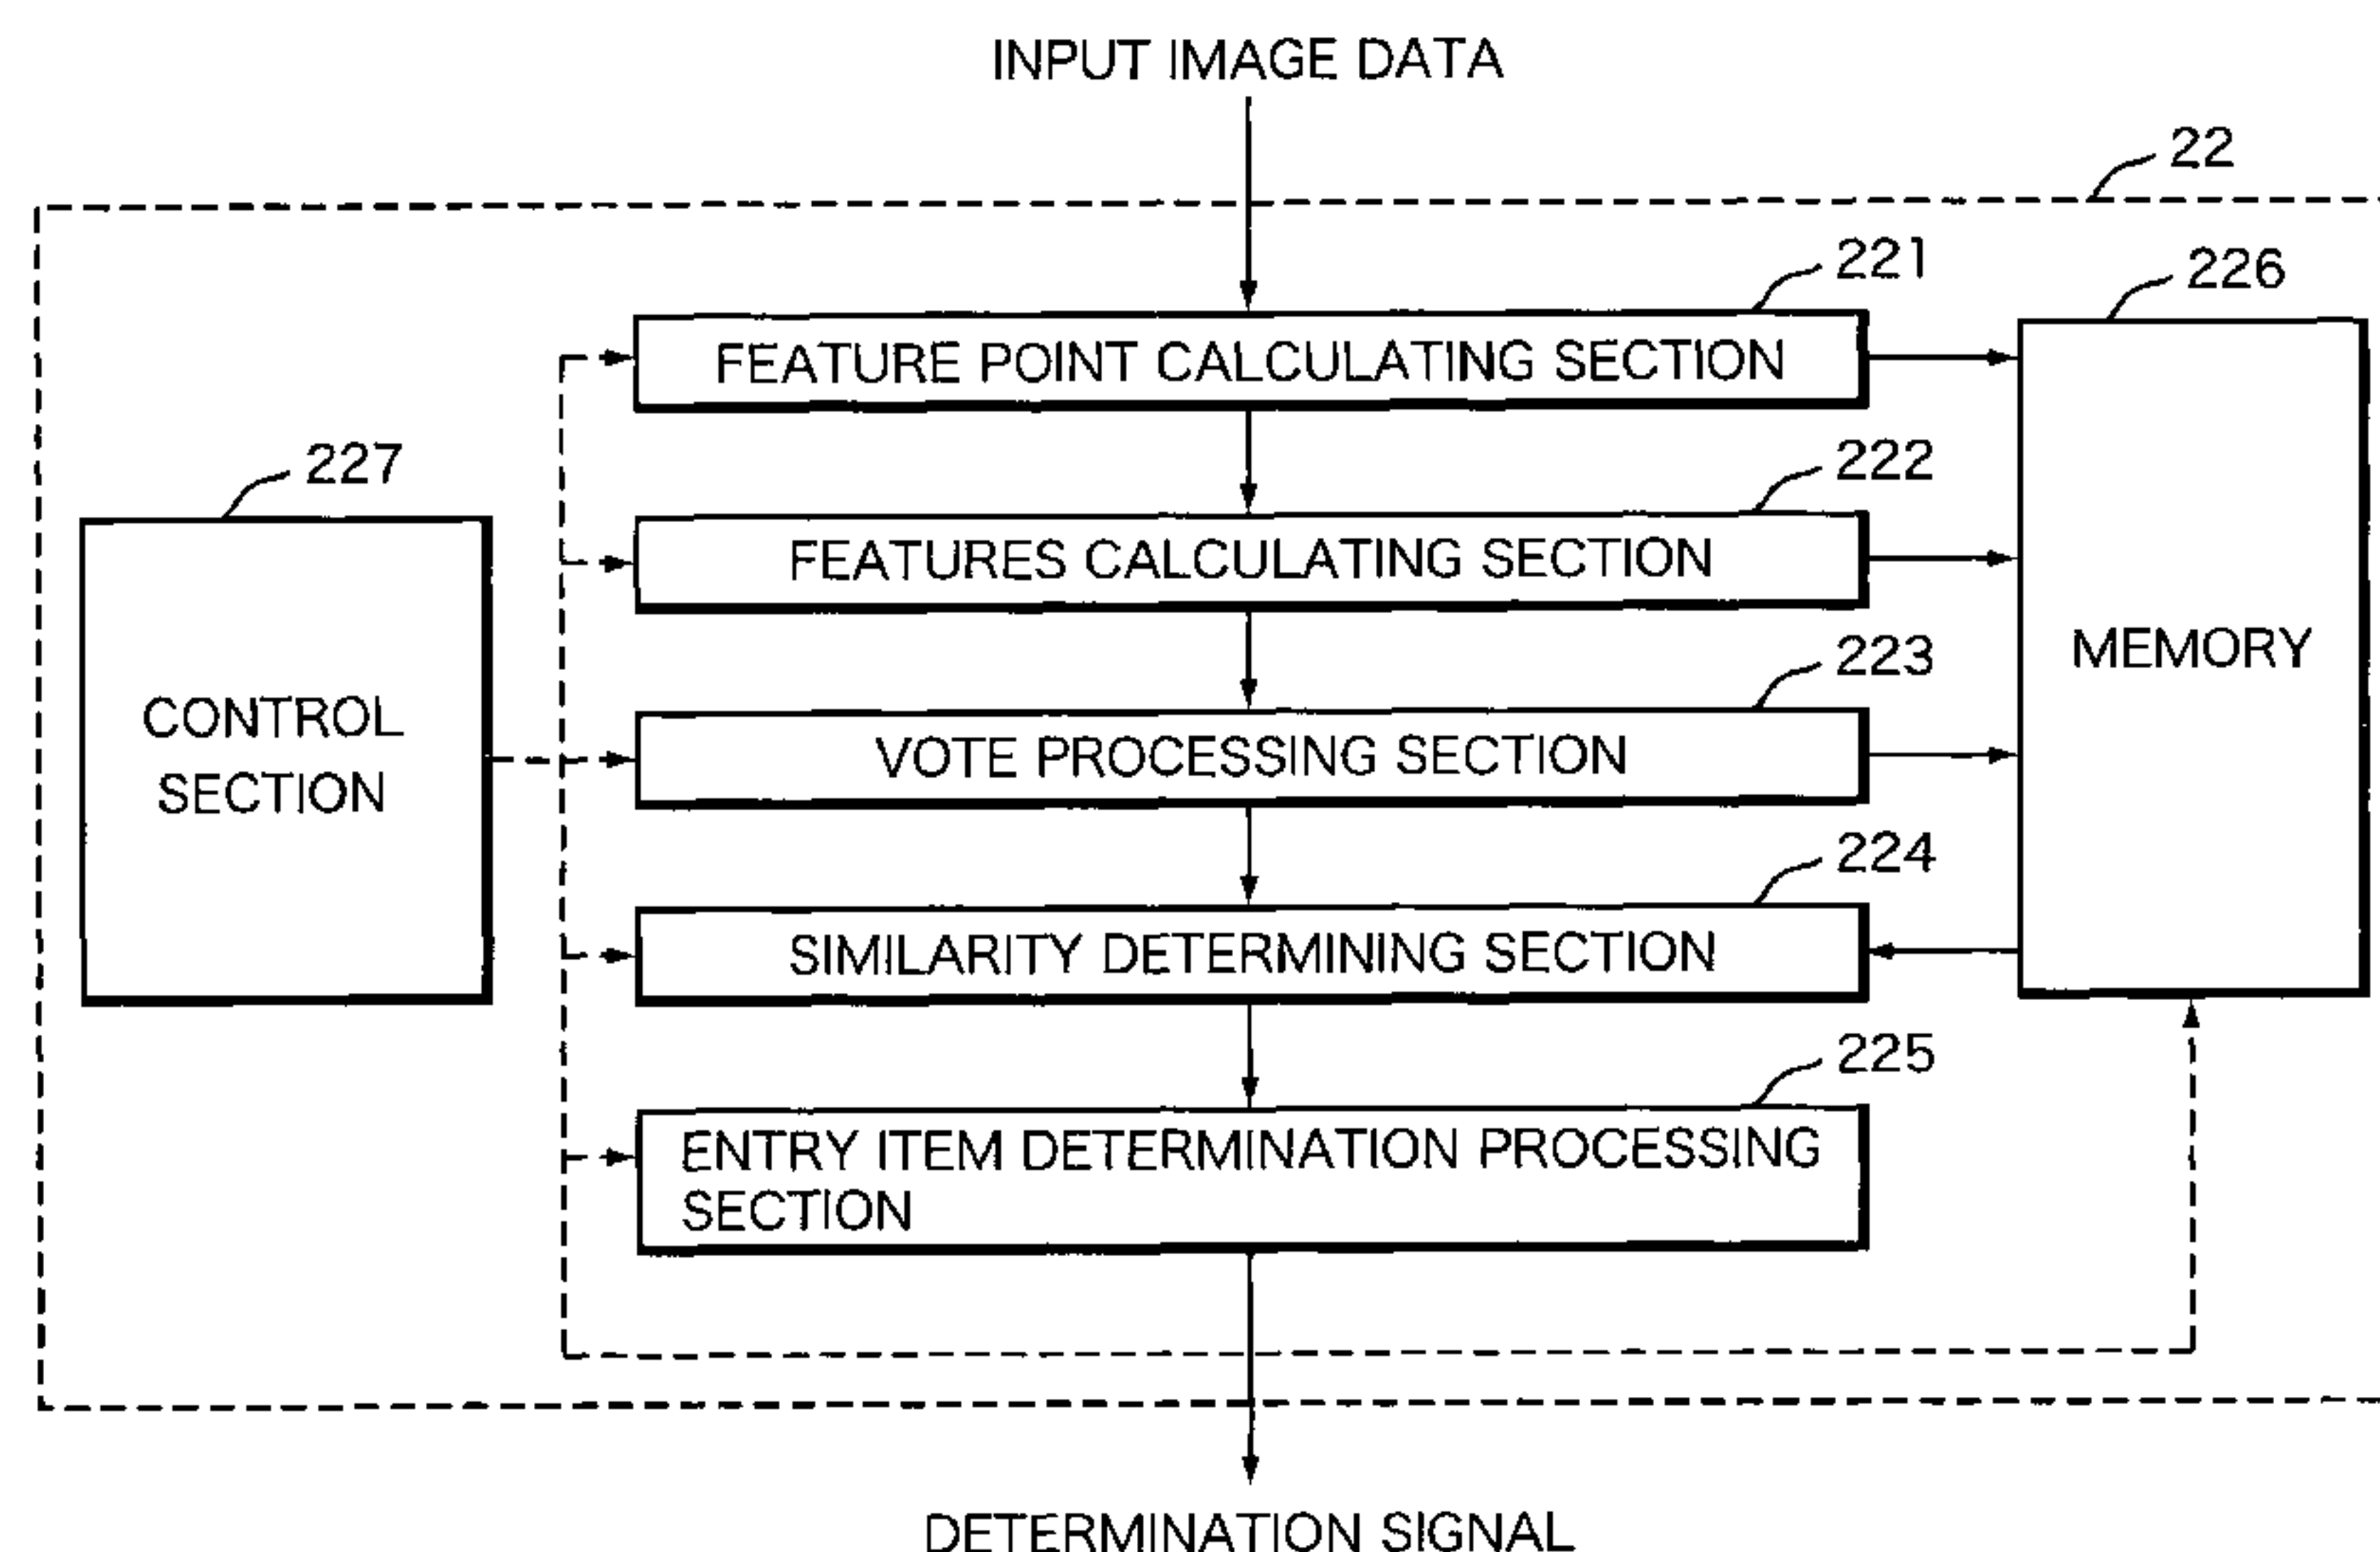 INPUT IMAGE DATA
22
221
226
FEATURE POINT CALCULATING SECTION
227
222
FEATURES CALCULATING SECTION
MEMORY
223
CONTROL
SECTION
VOTE PROCESSING SECTION
224
SIMILARITY DETERMINING SECTION
225
ENTRY ITEM DETERMINATION PROCESSING
SECTION
DETERMINATION SIGNAL